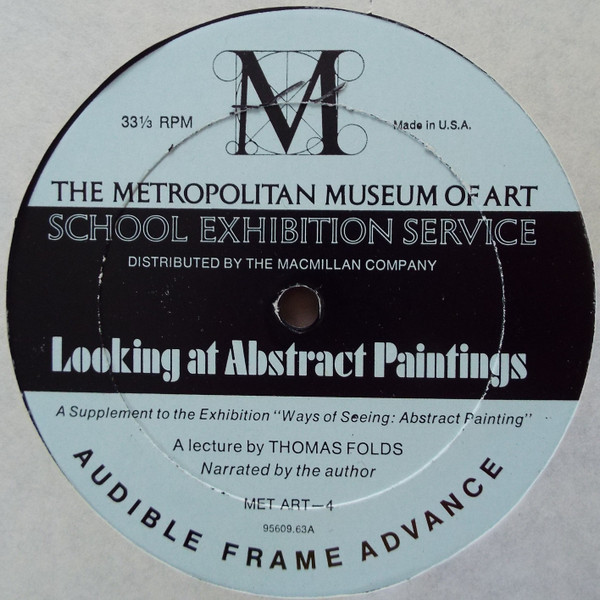 M
33⅓ RPM
Made in U.S.A.
THE METROPOLITAN MUSEUM OF ART
SCHOOL EXHIBITION SERVICE
DISTRIBUTED BY THE MACMILLAN COMPANY
Looking at Abstract Paintings
A Supplement to the Exhibition "Ways of Seeing: Abstract Painting"
A lecture by THOMAS FOLDS
Narrated by the author
MET ART—4
95609.63A
AUDIBLE FRAME ADVANCE